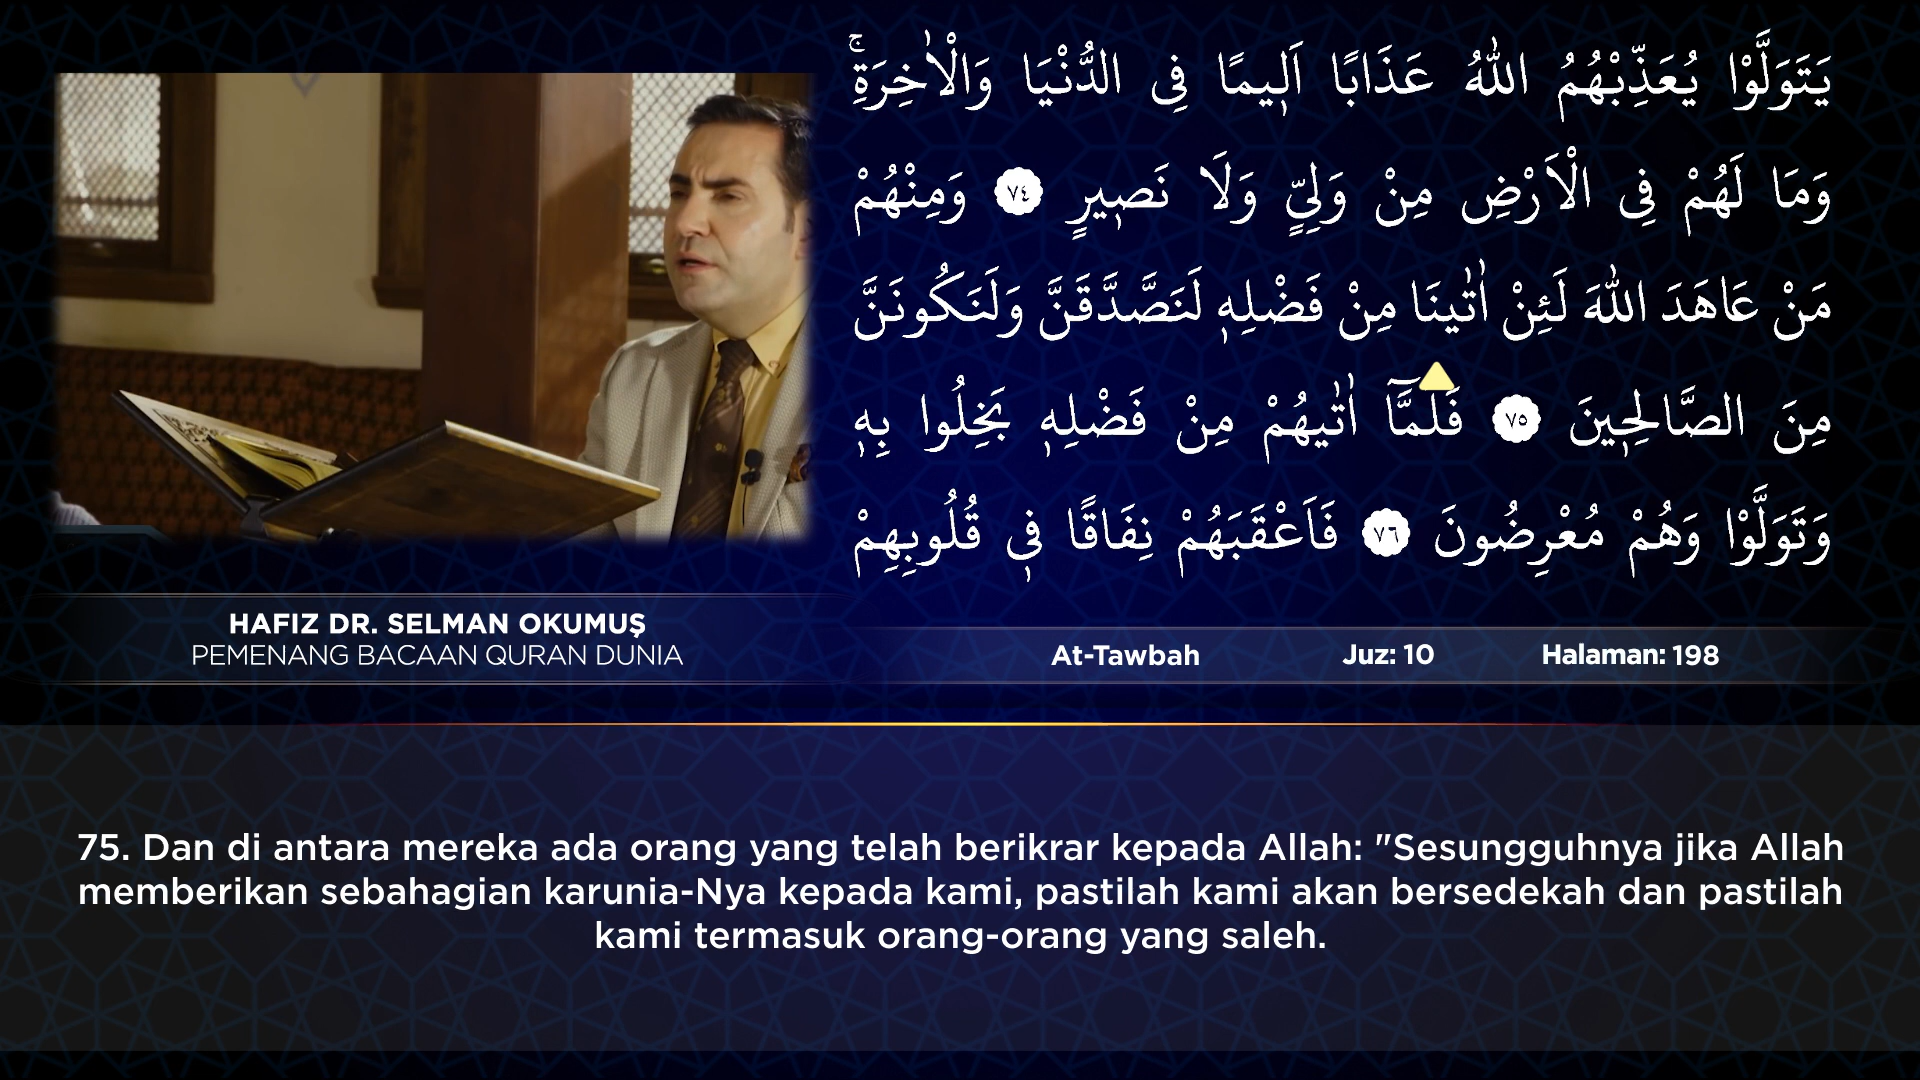 يَتَوَلَّوْا يُعَذِّبْهُمُ اللّٰهُ عَذَابًا اَل۪يمًا فِى الدُّنْيَا وَالْاٰخِرَةِۚ
وَمَا لَهُمْ فِى الْاَرْضِ مِنْ وَلِيٍّ وَلَا نَص۪يرٍ ٧٤ وَمِنْهُمْ
مَنْ عَاهَدَ اللّٰهَ لَئِنْ اٰتٰينَا مِنْ فَضْلِه۪ لَنَصَّدَّقَنَّ وَلَنَكُونَنَّ
مِنَ الصَّالِح۪ينَ ٧٥ فَلَمَّٓا اٰتٰيهُمْ مِنْ فَضْلِه۪ بَخِلُوا بِه۪
وَتَوَلَّوْا وَهُمْ مُعْرِضُونَ ٧٦ فَاَعْقَبَهُمْ نِفَاقًا ف۪ى قُلُوبِهِمْ
HAFIZ DR. SELMAN OKUMUŞ
PEMENANG BACAAN QURAN DUNIA
At-Tawbah Juz: 10 Halaman: 198
75. Dan di antara mereka ada orang yang telah berikrar kepada Allah: "Sesungguhnya jika Allah
memberikan sebahagian karunia-Nya kepada kami, pastilah kami akan bersedekah dan pastilah
kami termasuk orang-orang yang saleh.